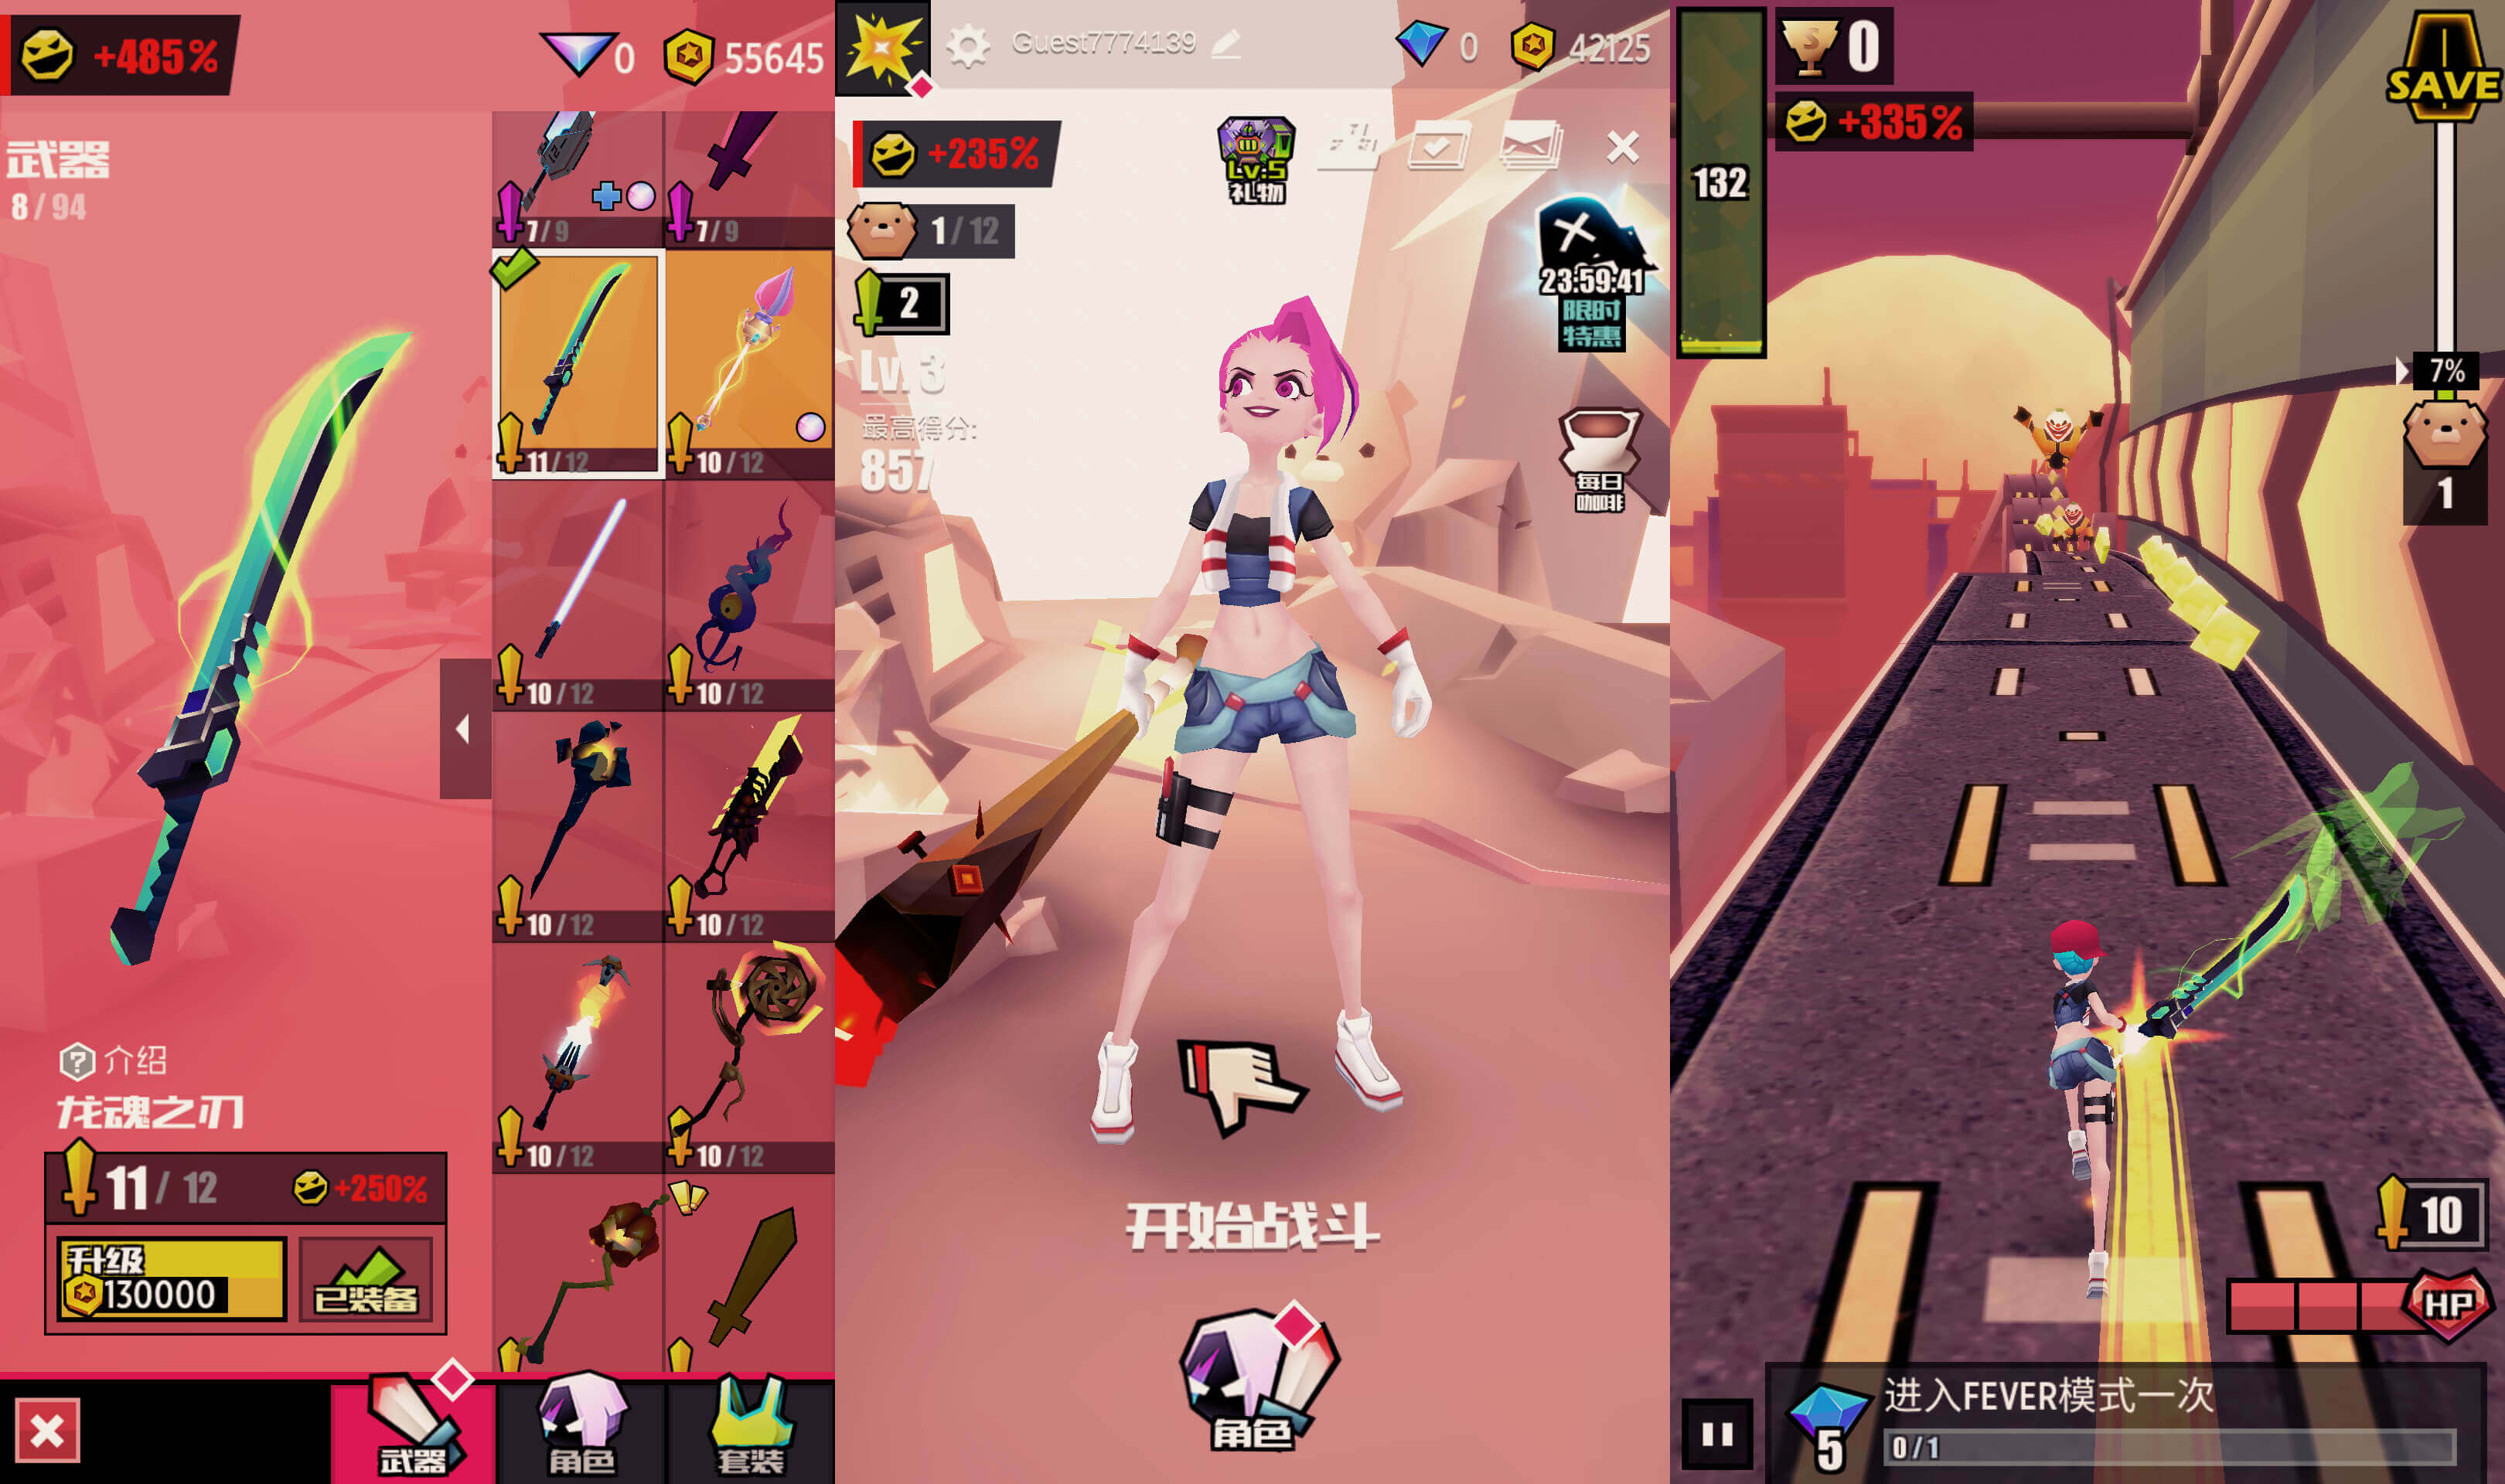 +485%
0
55645
武器
8/94
7/9
7/9
11/12
10/12
10/12
10/12
10/12
10/12
10/12
10/12
介绍
龙魂之刃
11/12
+250%
升级
130000
已装备
武器
角色
套装
Guest7774139
0
42125
+235%
1/12
2
Lv. 3
最高得分:
857
Lv.5
礼物
23:59:41
限时
特惠
每日
咖啡
开始战斗
角色
132
S
0
+335%
SAVE
7%
1
10
HP
进入FEVER模式一次
5
0/1